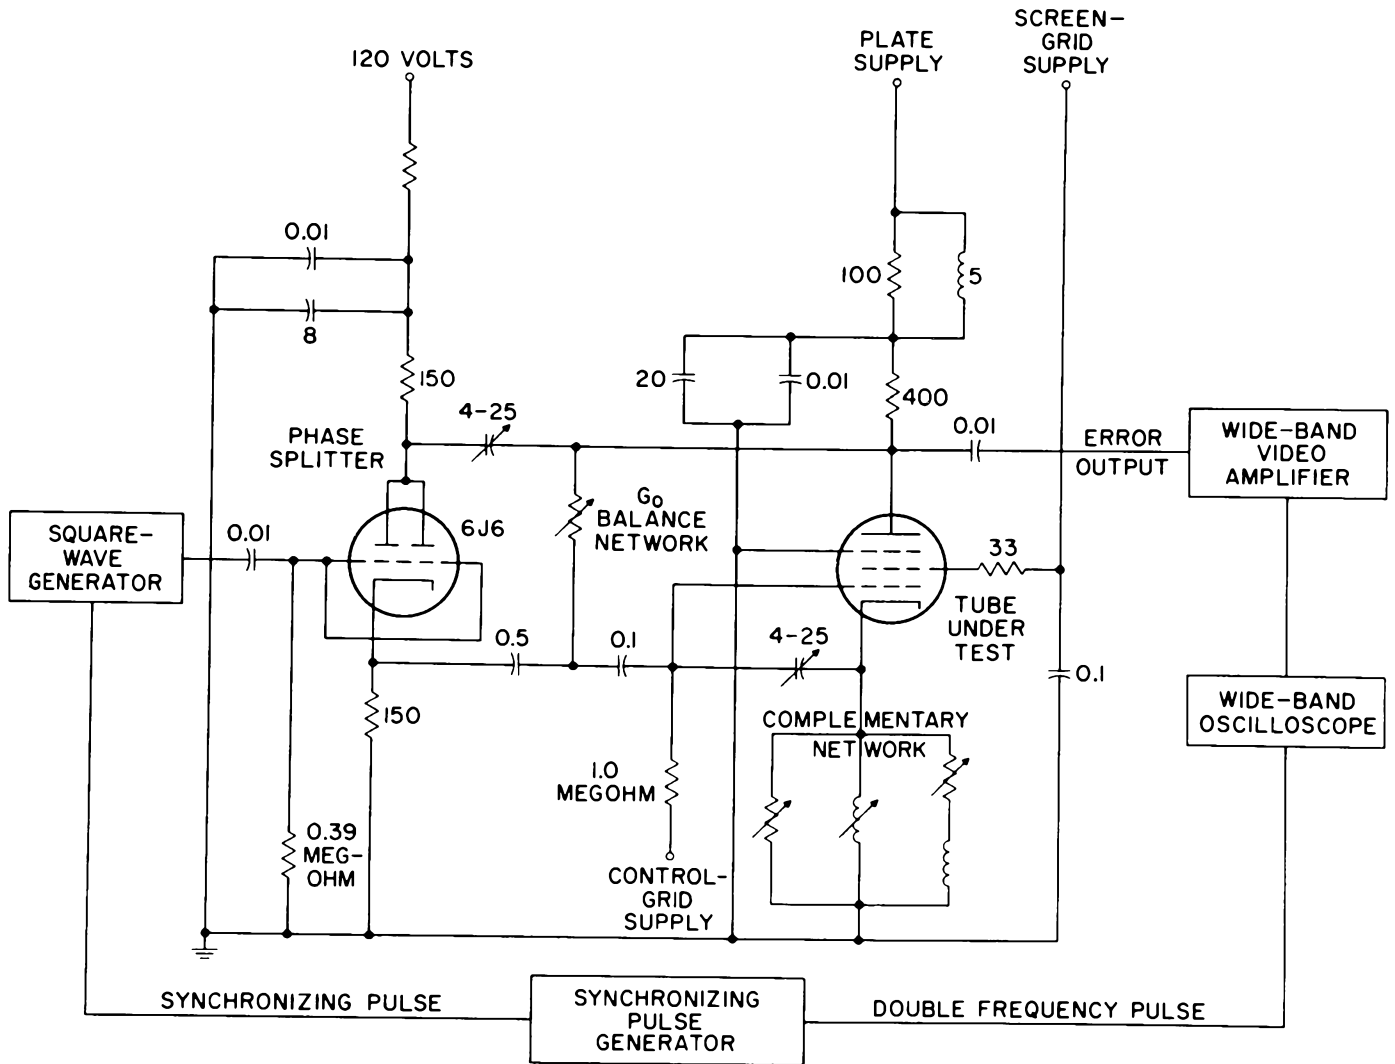 SCREEN-
GRID
SUPPLY
PLATE
SUPPLY
120 VOLTS
0.01
8
100
5
150
20
0.01
400
4-25
0.01
PHASE
SPLITTER
ERROR
OUTPUT
WIDE-BAND
VIDEO
AMPLIFIER
G₀
BALANCE
NETWORK
6J6
SQUARE-
WAVE
GENERATOR
0.01
33
TUBE
UNDER
TEST
0.5
0.1
4-25
0.1
150
COMPLEMENTARY
NETWORK
WIDE-BAND
OSCILLOSCOPE
1.0
MEGOHM
0.39
MEG-
OHM
CONTROL-
GRID
SUPPLY
SYNCHRONIZING PULSE
SYNCHRONIZING
PULSE
GENERATOR
DOUBLE FREQUENCY PULSE